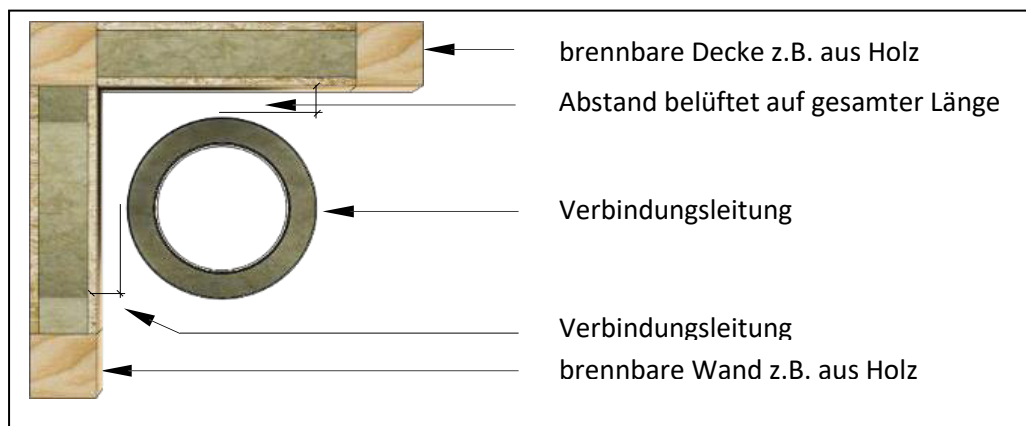 brennbare Decke z.B. aus Holz
Abstand belüftet auf gesamter Länge
Verbindungsleitung
Verbindungsleitung
brennbare Wand z.B. aus Holz